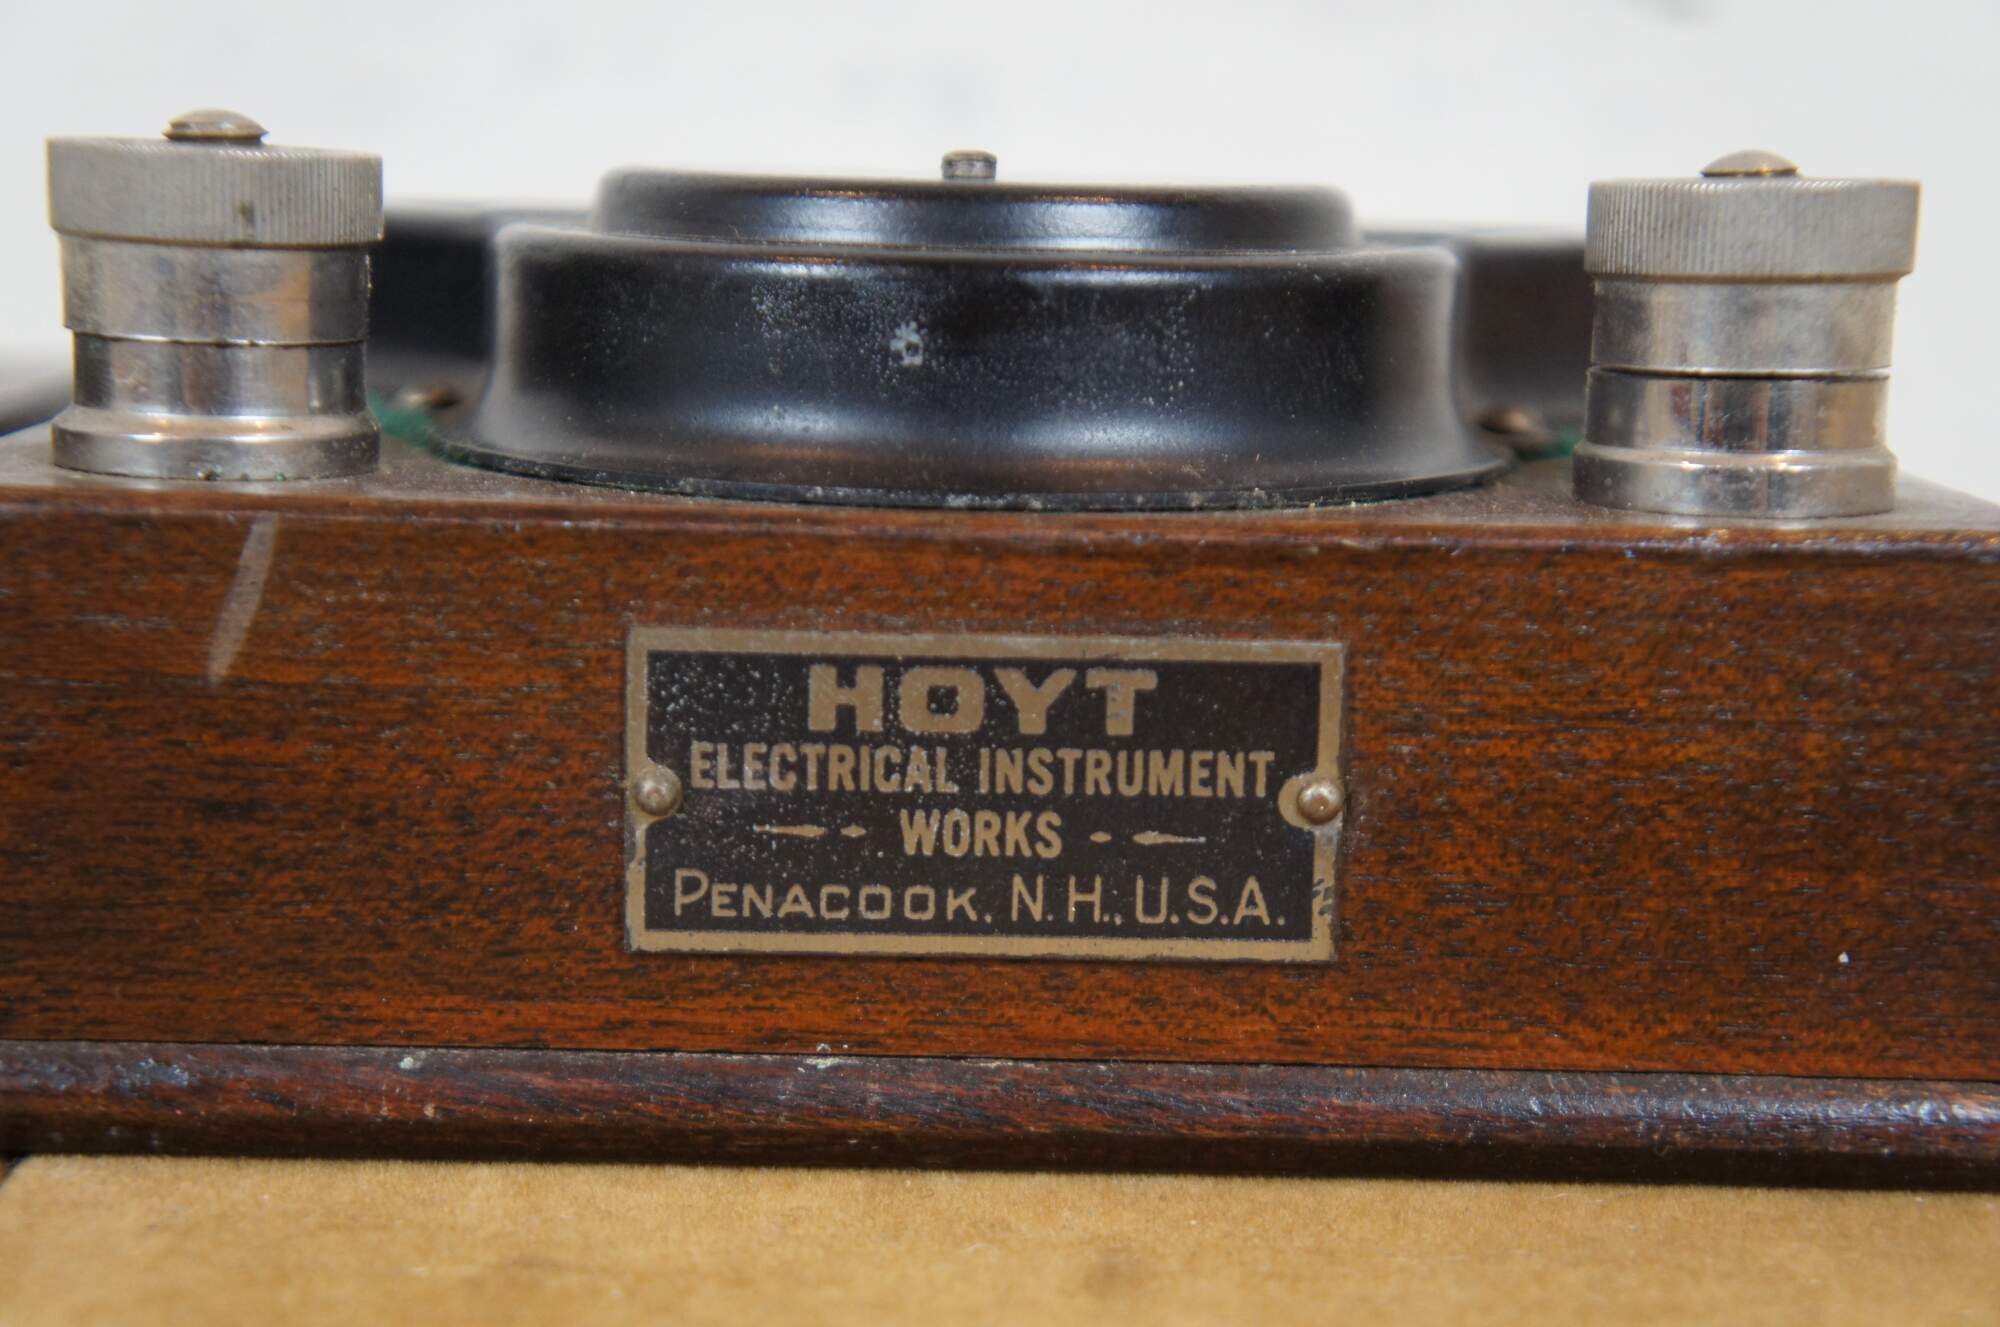 HOYT
ELECTRICAL INSTRUMENT
WORKS
PENACOOK, N.H., U.S.A.